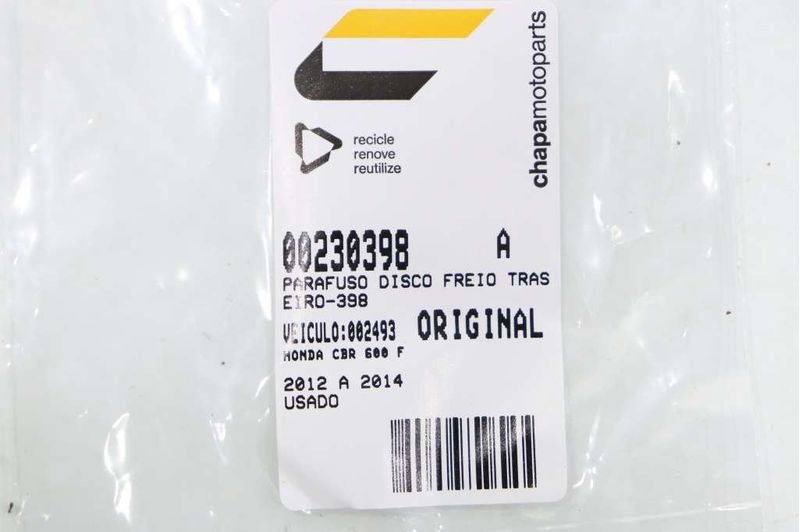 chapamotoparts
recicle
renove
reutilize
00230398 A
PARAFUSO DISCO FREIO TRAS
EIRO-398
VEICULO:002493 ORIGINAL
HONDA CBR 600 F
2012 A 2014
USADO